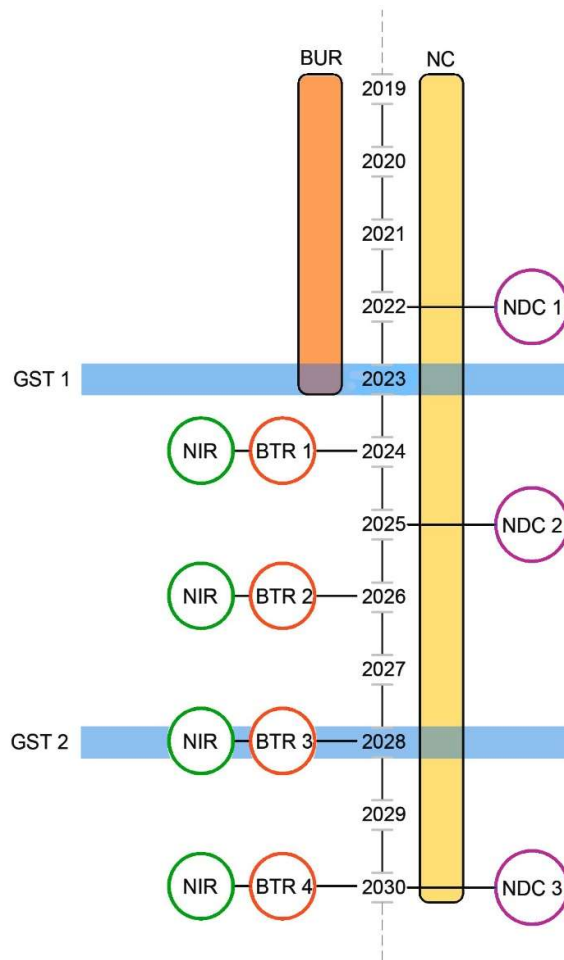 BUR NC
2019
2020
2021
2022 NDC 1
GST 1 2023
NIR BTR 1 2024
2025 NDC 2
NIR BTR 2 2026
2027
GST 2 NIR BTR 3 2028
2029
NIR BTR 4 2030 NDC 3